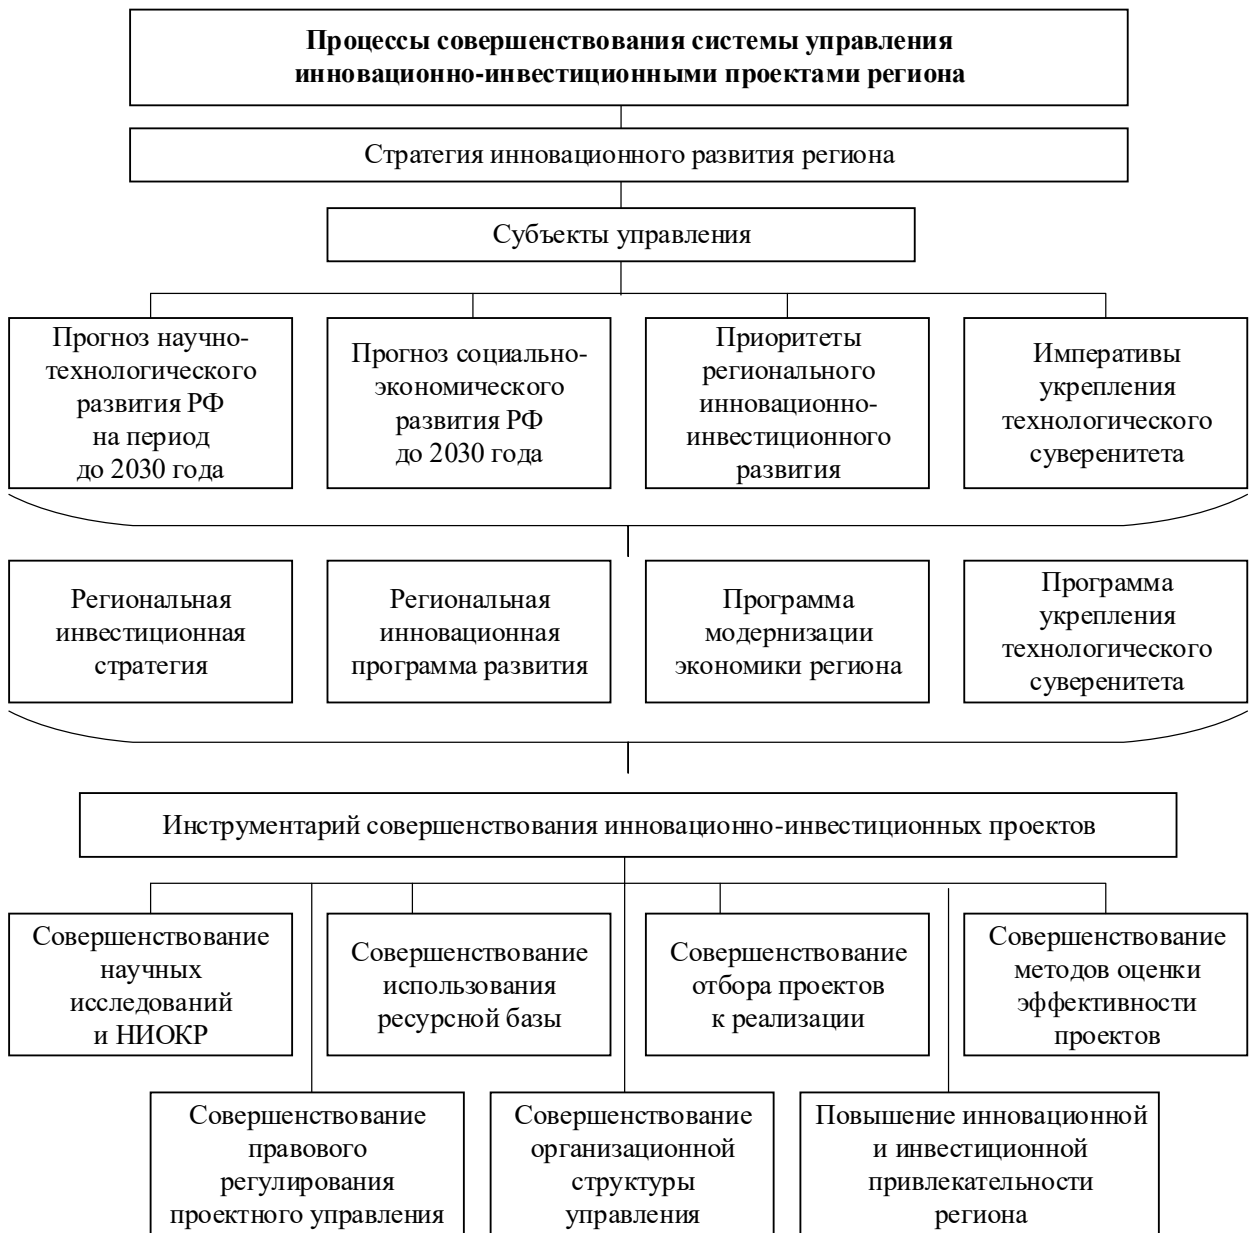 Процессы совершенствования системы управления
инновационно-инвестиционными проектами региона
Стратегия инновационного развития региона
Субъекты управления
Прогноз научно-
технологического
развития РФ
на период
до 2030 года
Прогноз социально-
экономического
развития РФ
до 2030 года
Приоритеты
регионального
инновационно-
инвестиционного
развития
Императивы
укрепления
технологического
суверенитета
Региональная
инвестиционная
стратегия
Региональная
инновационная
программа развития
Программа
модернизации
экономики региона
Программа
укрепления
технологического
суверенитета
Инструментарий совершенствования инновационно-инвестиционных проектов
Совершенствование
научных
исследований
и НИОКР
Совершенствование
использования
ресурсной базы
Совершенствование
отбора проектов
к реализации
Совершенствование
методов оценки
эффективности
проектов
Совершенствование
правового
регулирования
проектного управления
Совершенствование
организационной
структуры
управления
Повышение инновационной
и инвестиционной
привлекательности
региона